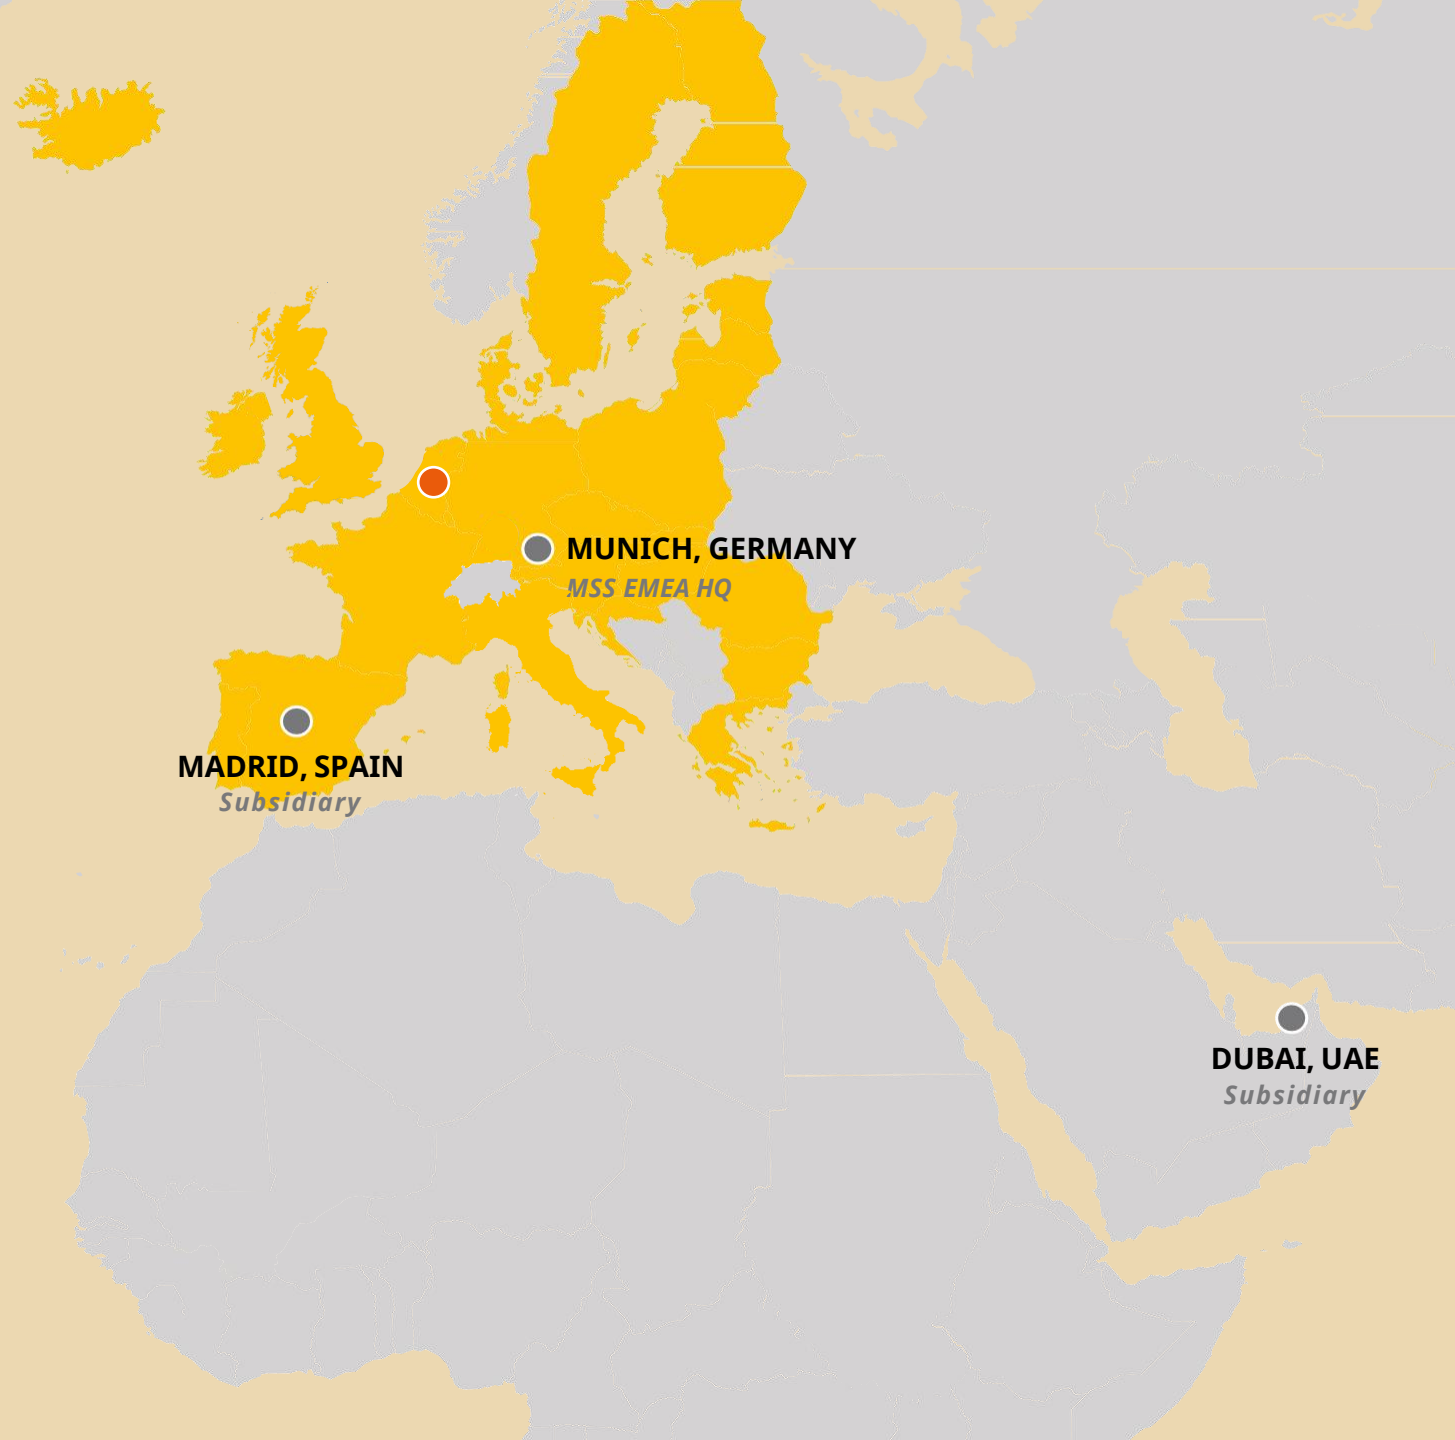 MUNICH, GERMANY
MSS EMEA HQ
MADRID, SPAIN
Subsidiary
DUBAI, UAE
Subsidiary